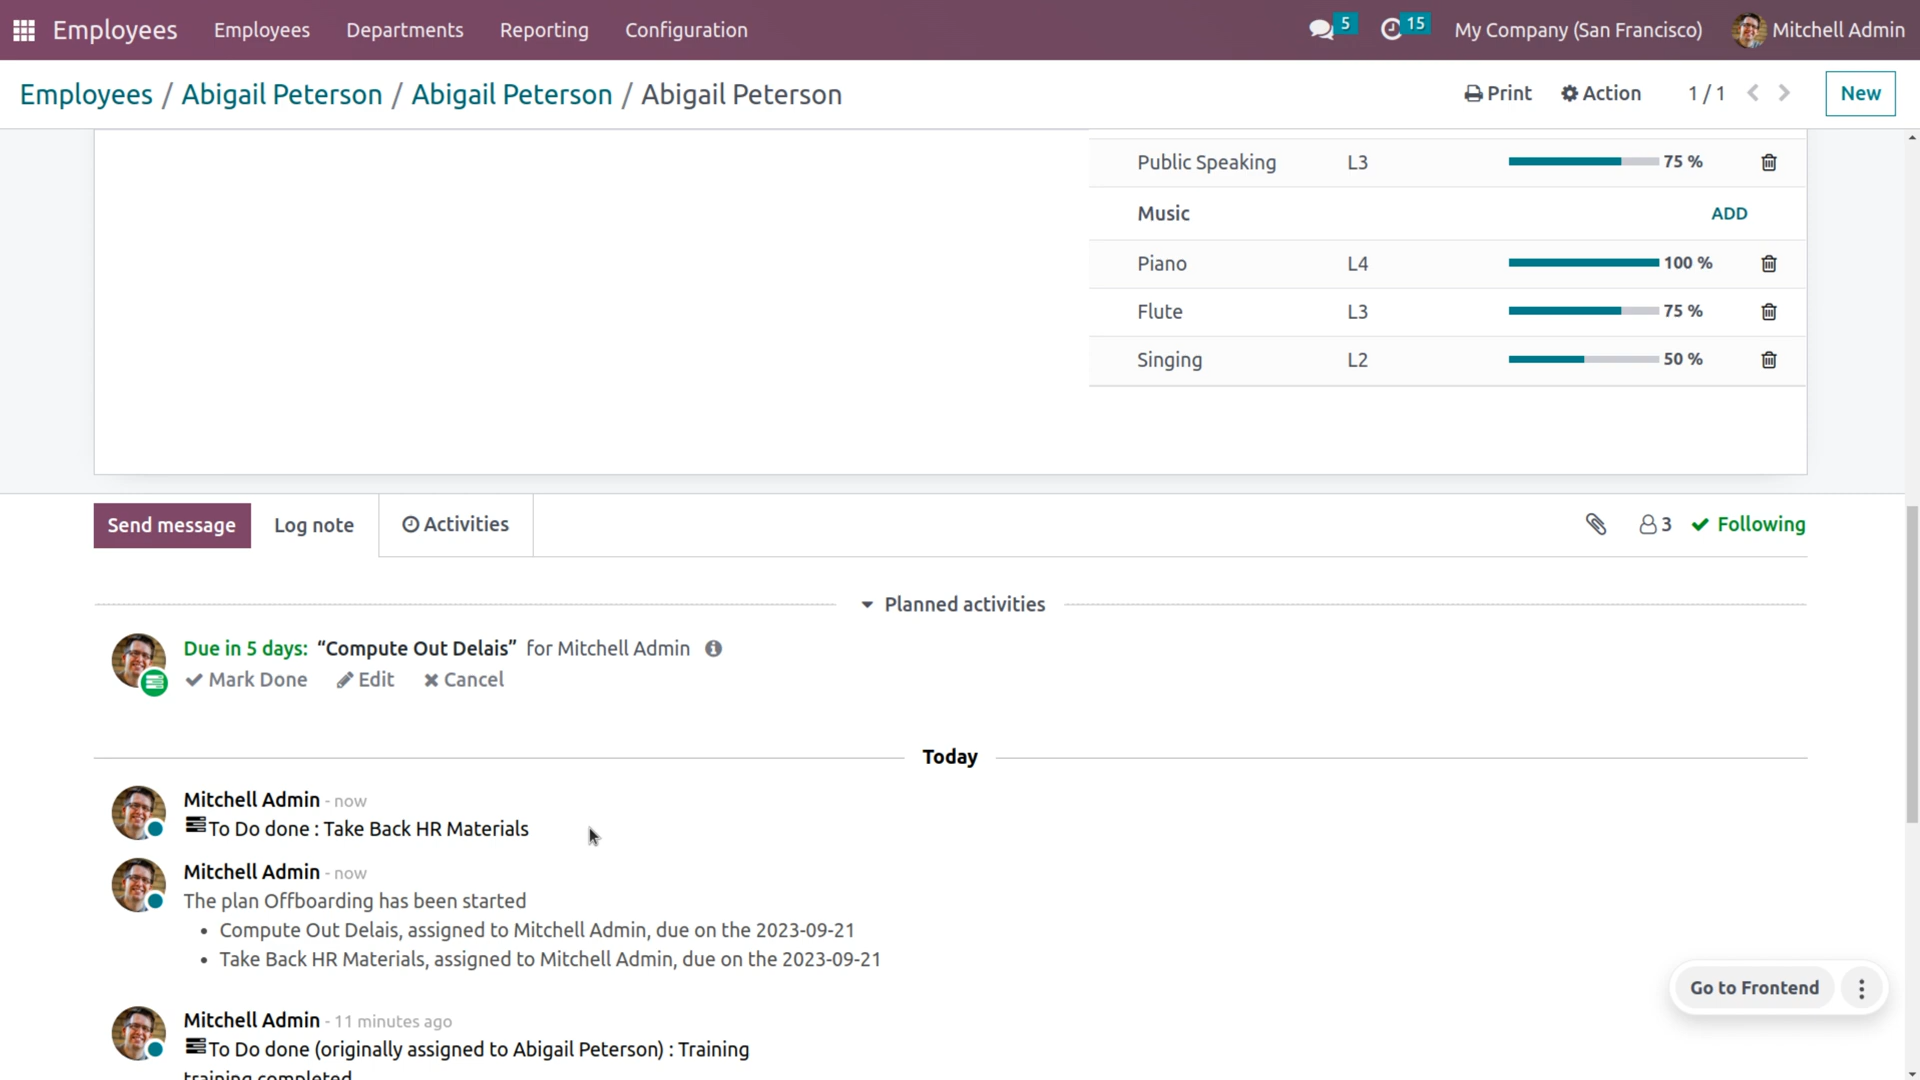 Employees Employees Departments Reporting Configuration 5 15 My Company (San Francisco) Mitchell Admin
Employees / Abigail Peterson / Abigail Peterson / Abigail Peterson Print Action 1 / 1 New
Public Speaking L3 75 %
Music ADD
Piano L4 100 %
Flute L3 75 %
Singing L2 50 %
Send message Log note Activities 3 Following
Planned activities
Due in 5 days: “Compute Out Delais” for Mitchell Admin
Mark Done Edit Cancel
Today
Mitchell Admin - now
To Do done : Take Back HR Materials
Mitchell Admin - now
The plan Offboarding has been started
• Compute Out Delais, assigned to Mitchell Admin, due on the 2023-09-21
• Take Back HR Materials, assigned to Mitchell Admin, due on the 2023-09-21
Go to Frontend
Mitchell Admin - 11 minutes ago
To Do done (originally assigned to Abigail Peterson) : Training
training completed